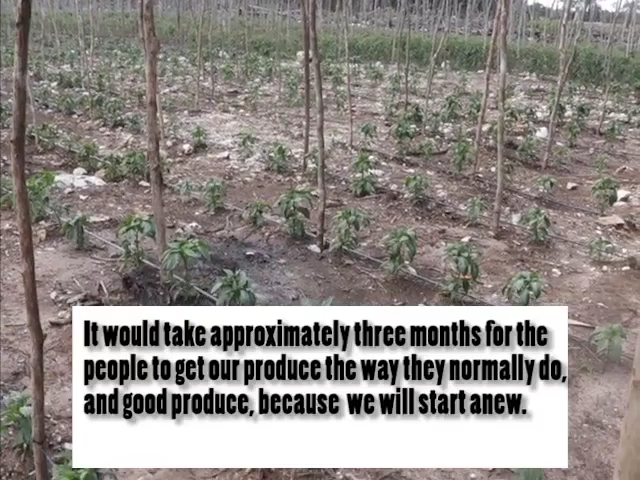 It would take approximately three months for the
people to get our produce the way they normally do,
and good produce, because we will start anew.